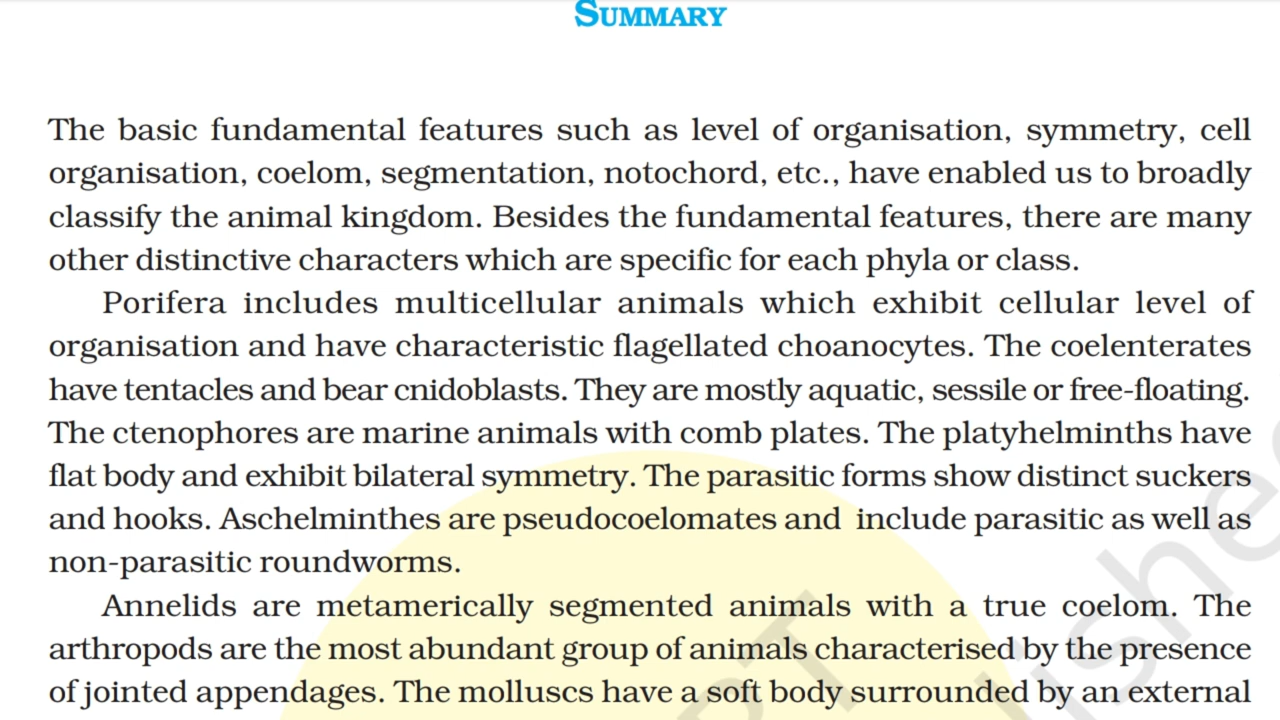 SUMMARY
The basic fundamental features such as level of organisation, symmetry, cell
organisation, coelom, segmentation, notochord, etc., have enabled us to broadly
classify the animal kingdom. Besides the fundamental features, there are many
other distinctive characters which are specific for each phyla or class.
Porifera includes multicellular animals which exhibit cellular level of
organisation and have characteristic flagellated choanocytes. The coelenterates
have tentacles and bear cnidoblasts. They are mostly aquatic, sessile or free-floating.
The ctenophores are marine animals with comb plates. The platyhelminths have
flat body and exhibit bilateral symmetry. The parasitic forms show distinct suckers
and hooks. Aschelminthes are pseudocoelomates and include parasitic as well as
non-parasitic roundworms.
Annelids are metamerically segmented animals with a true coelom. The
arthropods are the most abundant group of animals characterised by the presence
of jointed appendages. The molluscs have a soft body surrounded by an external